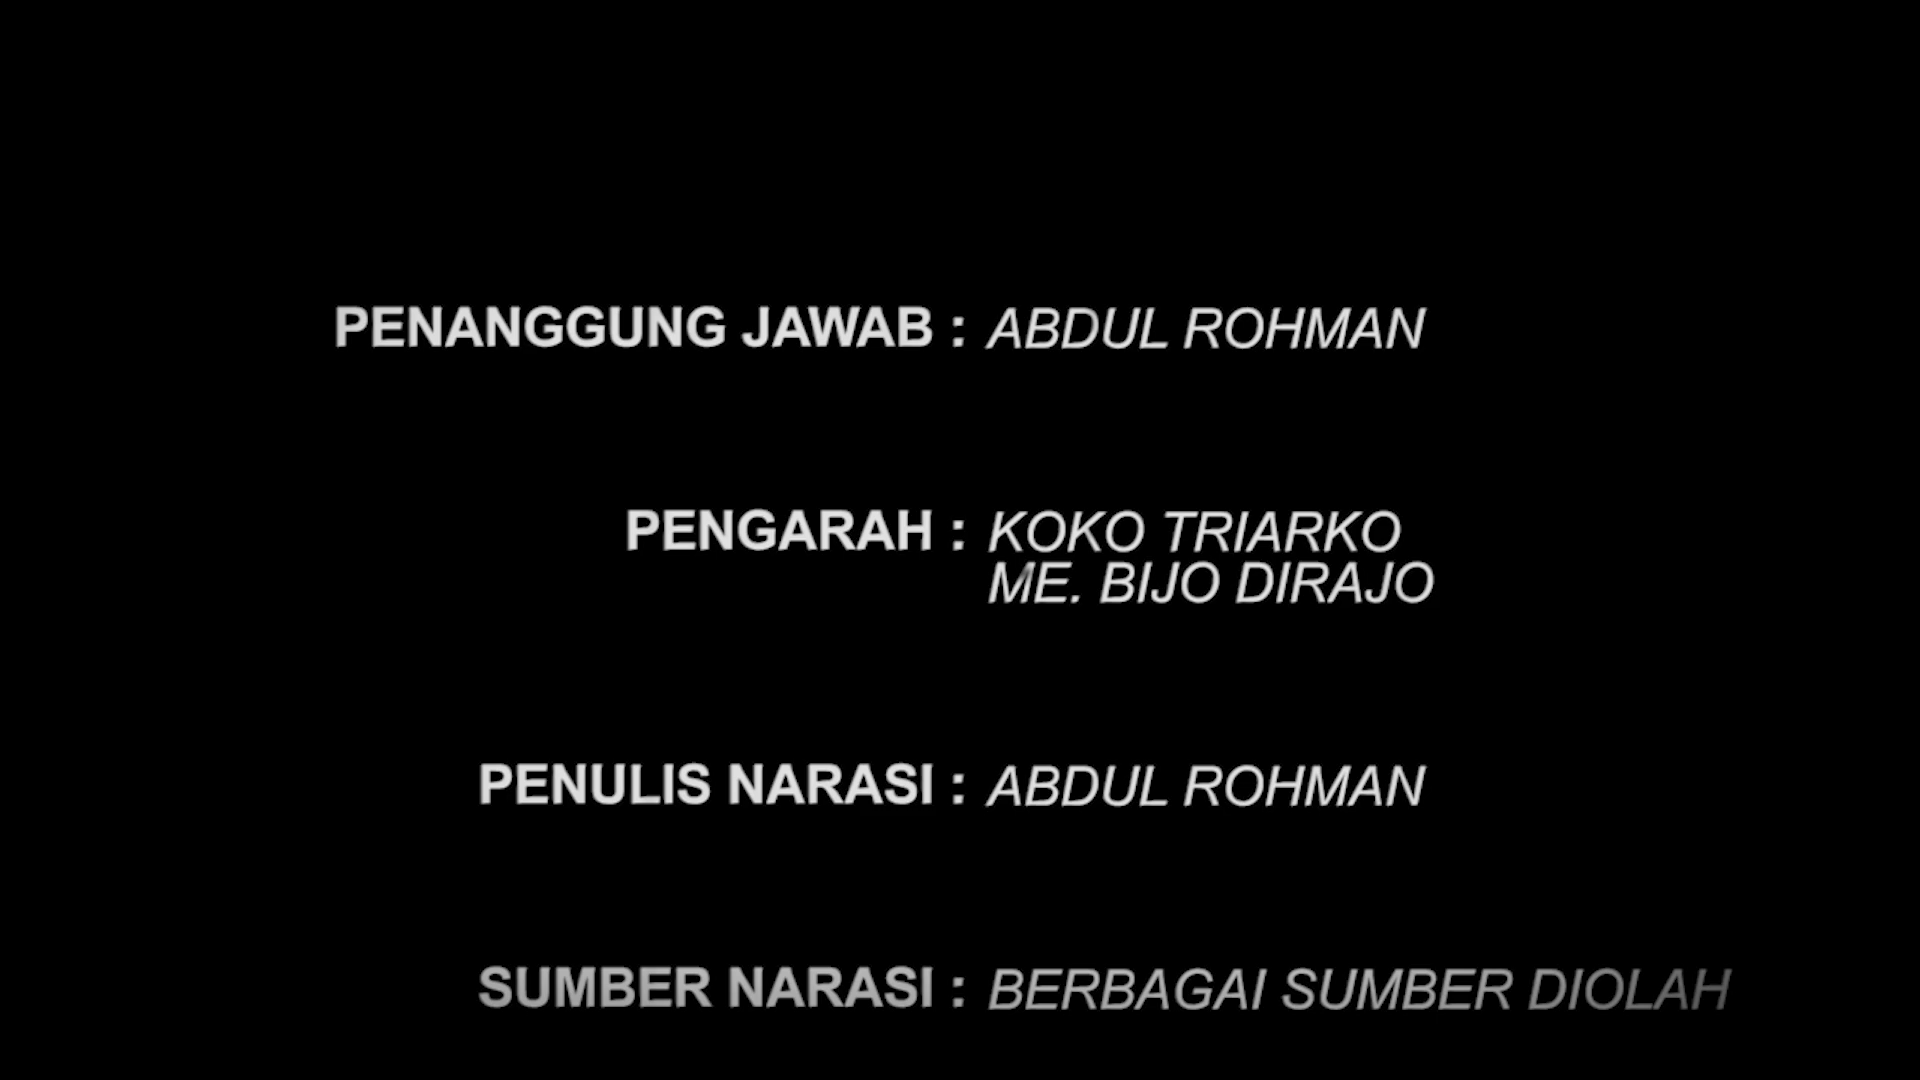 PENANGGUNG JAWAB : ABDUL ROHMAN
PENGARAH : KOKO TRIARKO
ME. BIJO DIRAJO
PENULIS NARASI : ABDUL ROHMAN
SUMBER NARASI : BERBAGAI SUMBER DIOLAH